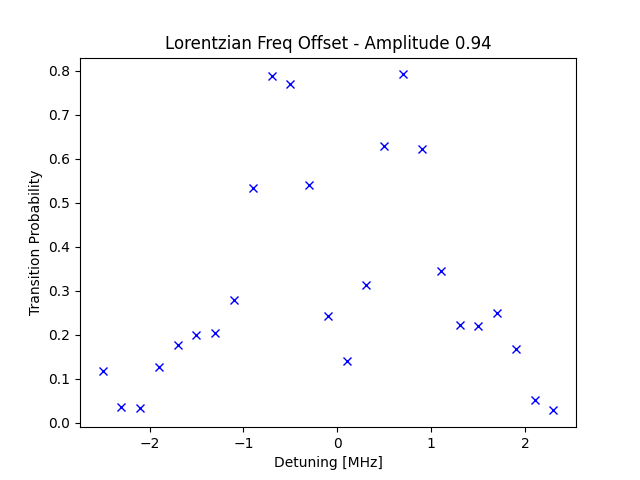 Lorentzian Freq Offset - Amplitude 0.94
0.8
0.7
0.6
0.5
0.4
0.3
0.2
0.1
0.0
Transition Probability
−2 −1 0 1 2
Detuning [MHz]